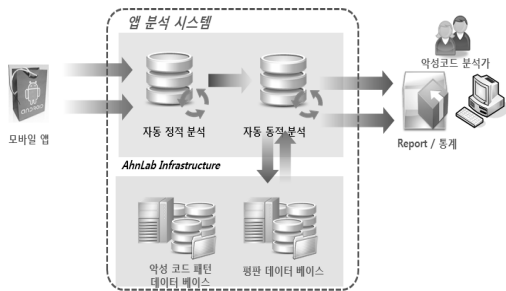 앱 분석 시스템
악성코드 분석가
ANDROID
모바일 앱
자동 정적 분석
자동 동적 분석
Report / 통계
AhnLab Infrastructure
악성 코드 패턴
데이터 베이스
평판 데이터 베이스